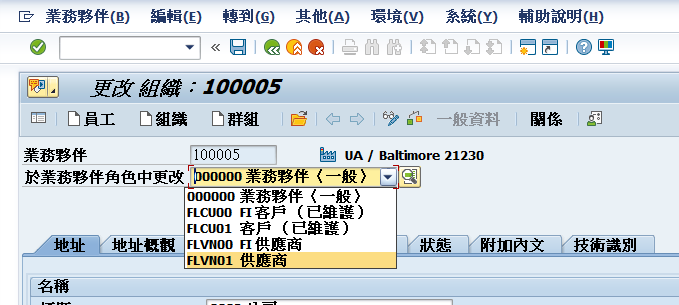 業務夥伴(B) 編輯(E) 轉到(G) 其他(A) 環境(V) 系統(Y) 輔助說明(H)
更改 組織：100005
員工 組織 群組 一般資料 關係
業務夥伴 100005 UA / Baltimore 21230
於業務夥伴角色中更改 000000 業務夥伴〈一般〉
000000 業務夥伴〈一般〉
FLCU00 FI 客戶（已維護）
FLCU01 客戶（已維護）
FLVN00 FI 供應商
FLVN01 供應商
地址 地址概觀 狀態 附加內文 技術識別
名稱